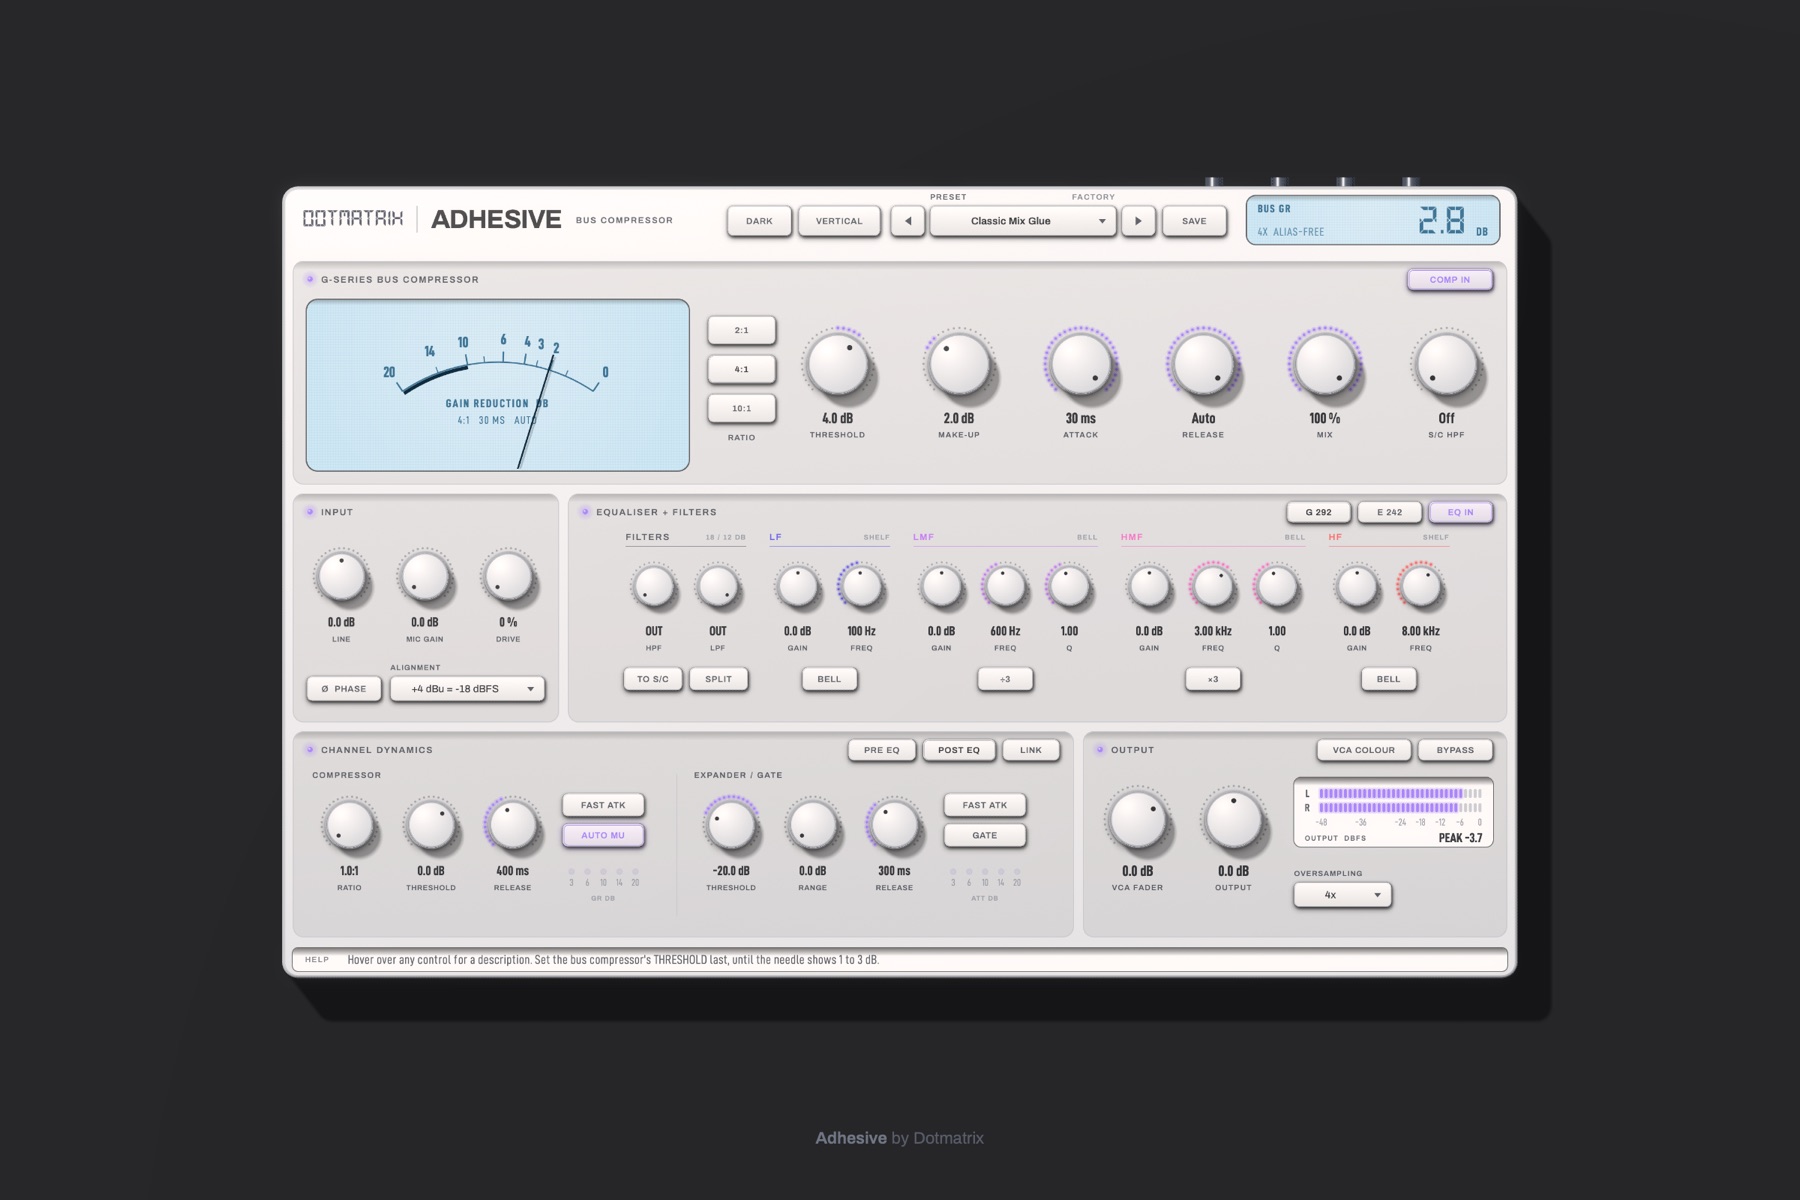 DOTMATRIX ADHESIVE BUS COMPRESSOR
DARK VERTICAL
PRESET FACTORY
Classic Mix Glue
SAVE
BUS GR
4X ALIAS-FREE
2.8 DB
G-SERIES BUS COMPRESSOR
COMP IN
20 14 10 6 4 3 2 0
GAIN REDUCTION DB
4:1 30 MS AUTO
2:1
4:1
10:1
RATIO
4.0 dB 2.0 dB 30 ms Auto 100 % Off
THRESHOLD MAKE-UP ATTACK RELEASE MIX S/C HPF
INPUT
0.0 dB 0.0 dB 0 %
LINE MIC GAIN DRIVE
ALIGNMENT
Ø PHASE +4 dBu = -18 dBFS
EQUALISER + FILTERS
G 292 E 242 EQ IN
FILTERS 18 / 12 DB LF SHELF LMF BELL HMF BELL HF SHELF
OUT OUT 0.0 dB 100 Hz 0.0 dB 600 Hz 1.00 0.0 dB 3.00 kHz 1.00 0.0 dB 8.00 kHz
HPF LPF GAIN FREQ GAIN FREQ Q GAIN FREQ Q GAIN FREQ
TO S/C SPLIT BELL ÷3 ×3 BELL
CHANNEL DYNAMICS
PRE EQ POST EQ LINK
COMPRESSOR
FAST ATK
AUTO MU
1.0:1 0.0 dB 400 ms
RATIO THRESHOLD RELEASE
3 6 10 14 20
GR DB
EXPANDER / GATE
FAST ATK
GATE
-20.0 dB 0.0 dB 300 ms
THRESHOLD RANGE RELEASE
3 6 10 14 20
ATT DB
OUTPUT
VCA COLOUR BYPASS
L
R
-48 -36 -24 -18 -12 -6 0
OUTPUT DBFS PEAK -3.7
0.0 dB 0.0 dB
VCA FADER OUTPUT
OVERSAMPLING
4x
HELP Hover over any control for a description. Set the bus compressor's THRESHOLD last, until the needle shows 1 to 3 dB.
Adhesive by Dotmatrix